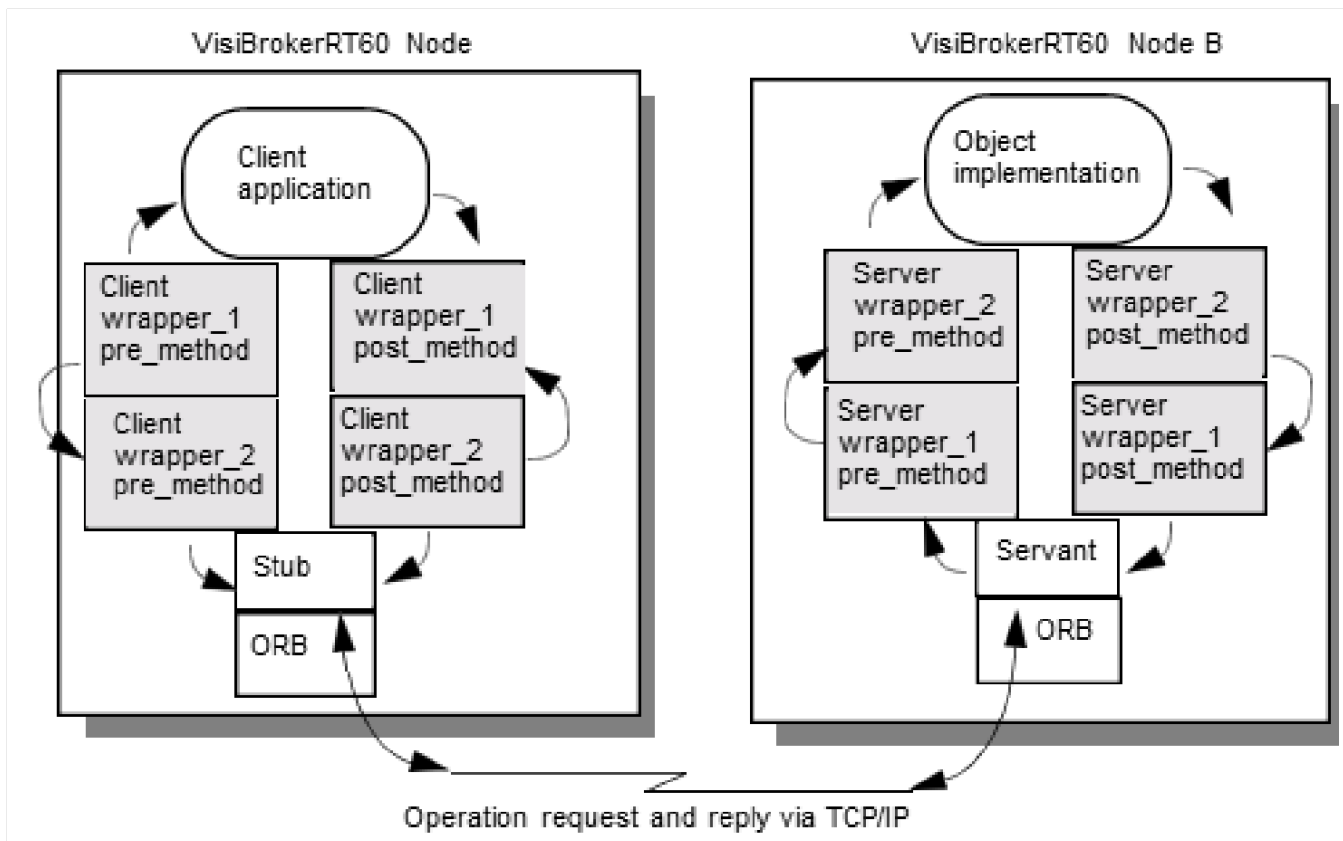 VisiBrokerRT60 Node
VisiBrokerRT60 Node B
Client
application
Object
implementation
Client
wrapper_1
pre_method
Client
wrapper_1
post_method
Server
wrapper_2
pre_method
Server
wrapper_2
post_method
Client
wrapper_2
pre_method
Client
wrapper_2
post_method
Server
wrapper_1
pre_method
Server
wrapper_1
post_method
Stub
Servant
ORB
ORB
Operation request and reply via TCP/IP